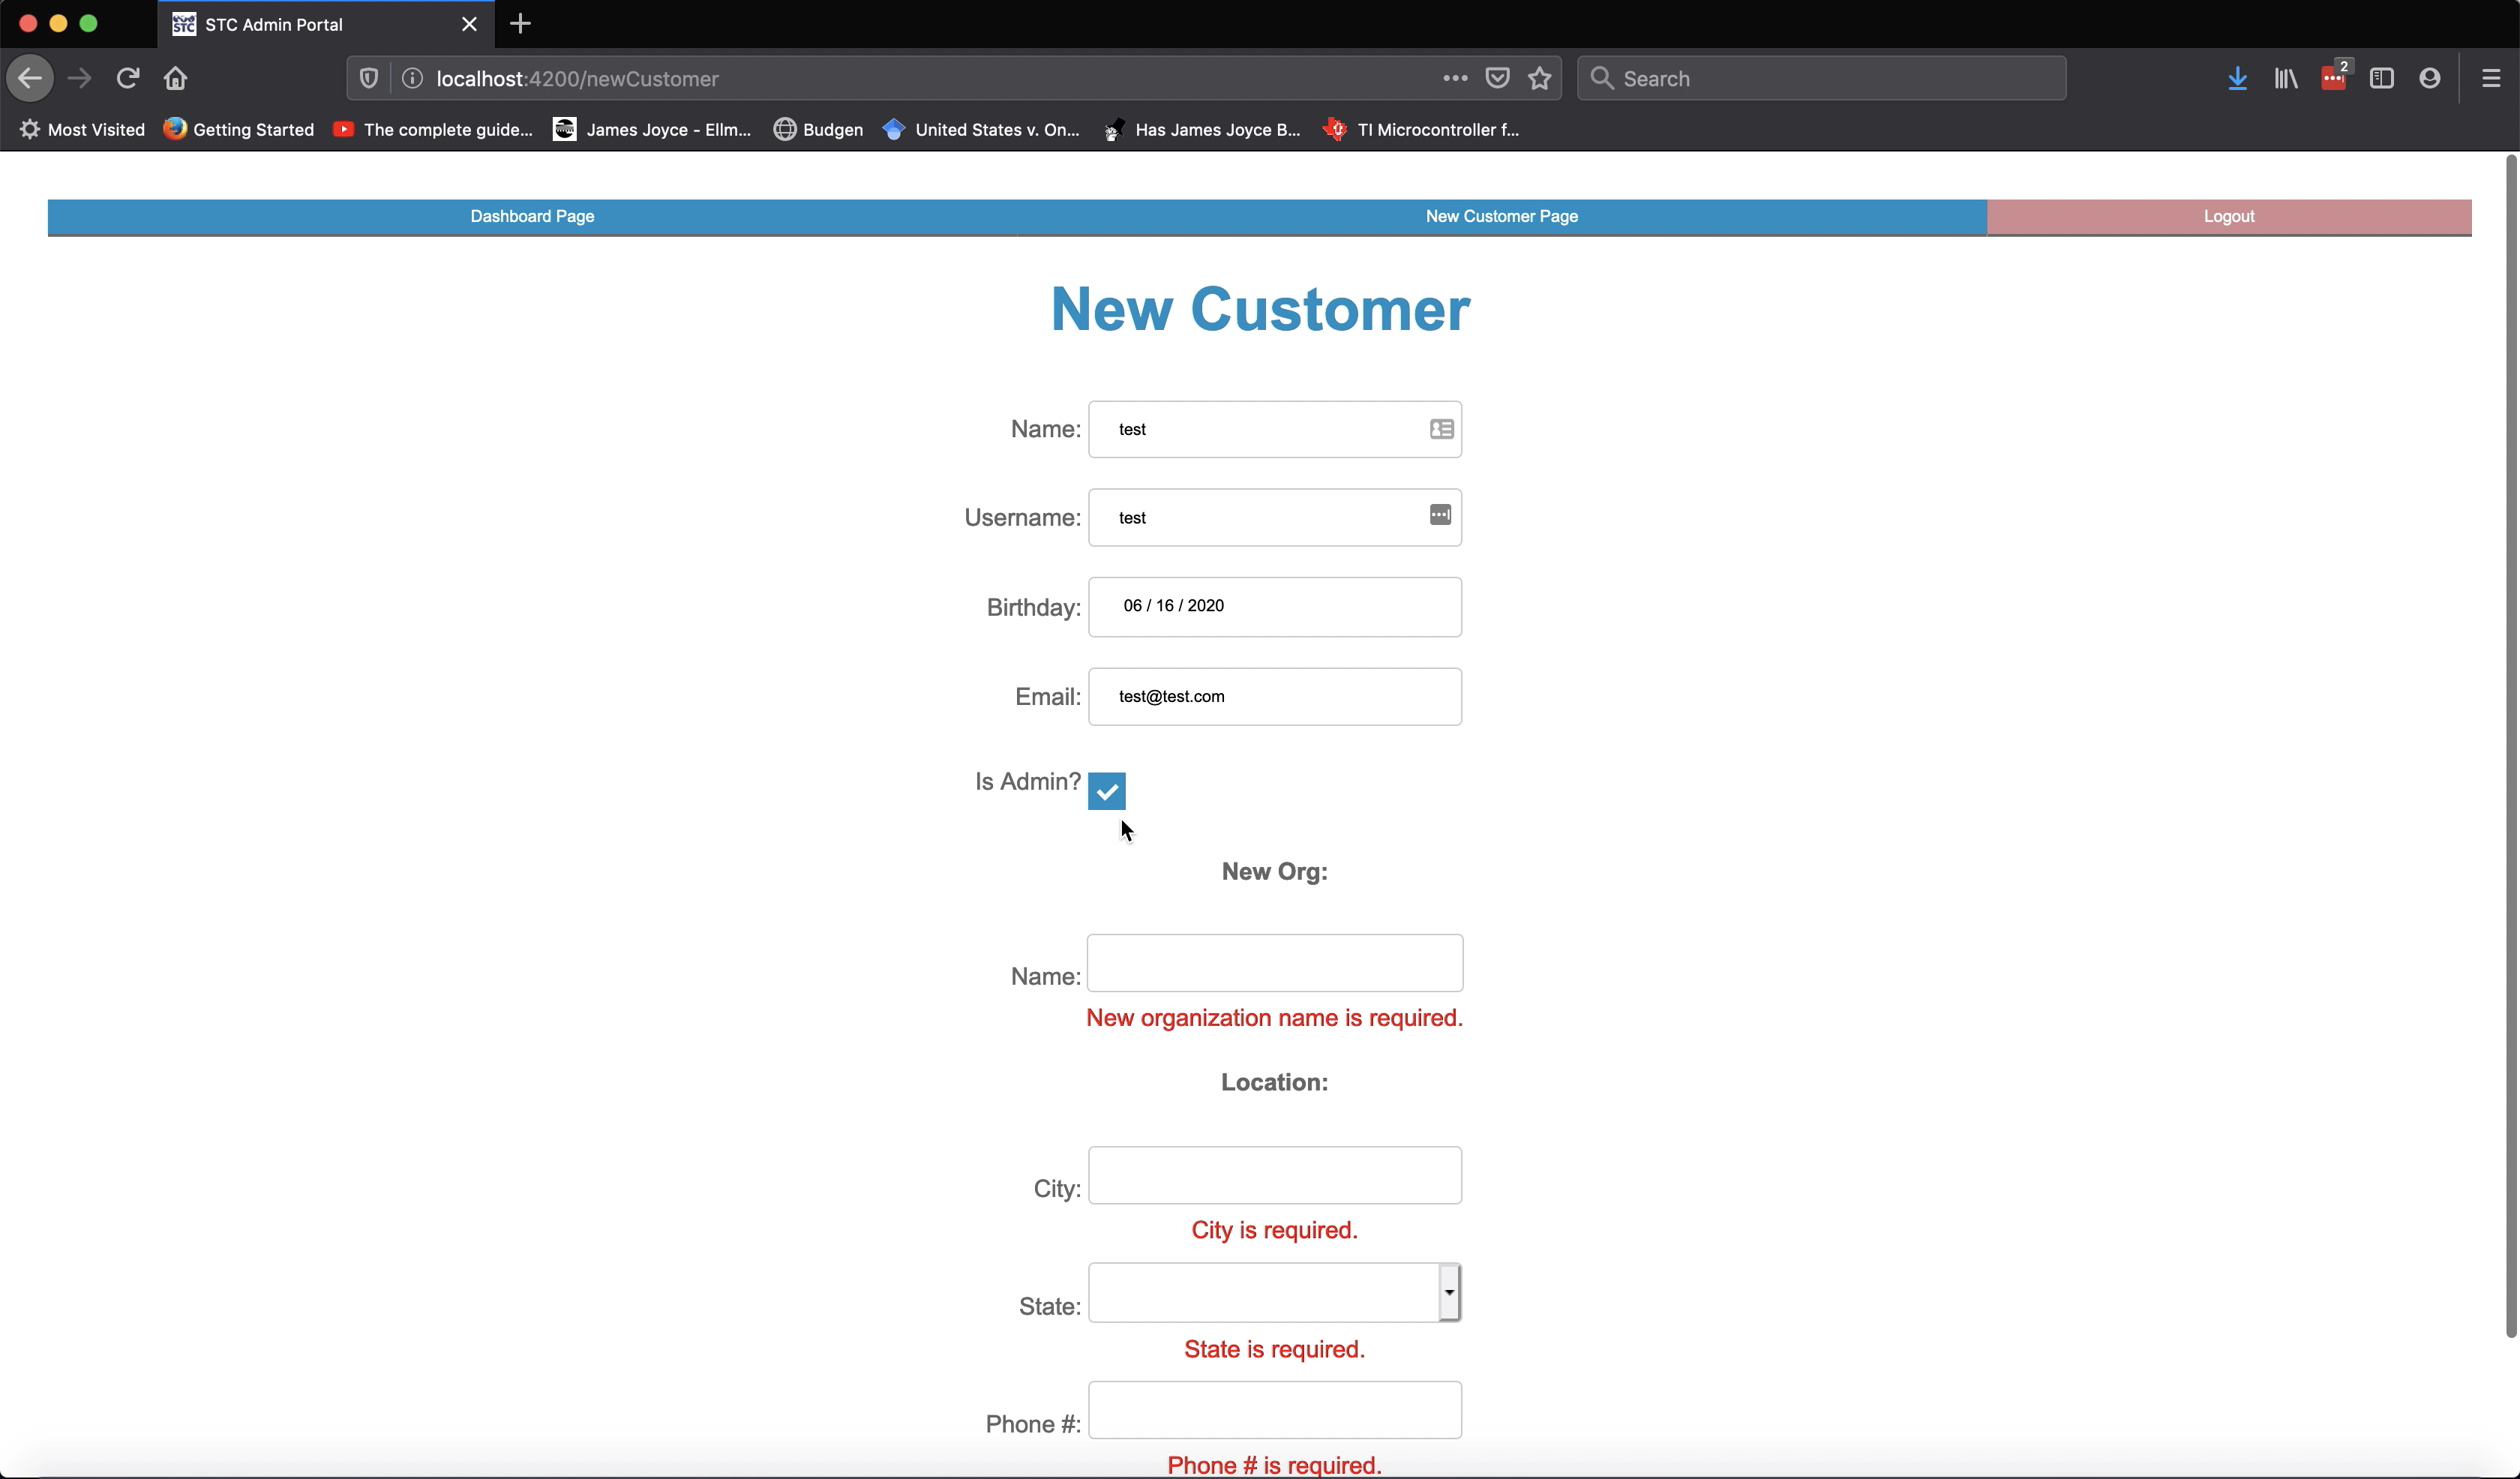 STC STC Admin Portal
localhost:4200/newCustomer
Search
2
Most Visited Getting Started The complete guide... James Joyce - Ellm... Budgen United States v. On... Has James Joyce B... TI Microcontroller f...
Dashboard Page New Customer Page Logout
New Customer
Name: test
Username: test
Birthday: 06 / 16 / 2020
Email: test@test.com
Is Admin?
New Org:
Name:
New organization name is required.
Location:
City:
City is required.
State:
State is required.
Phone #:
Phone # is required.